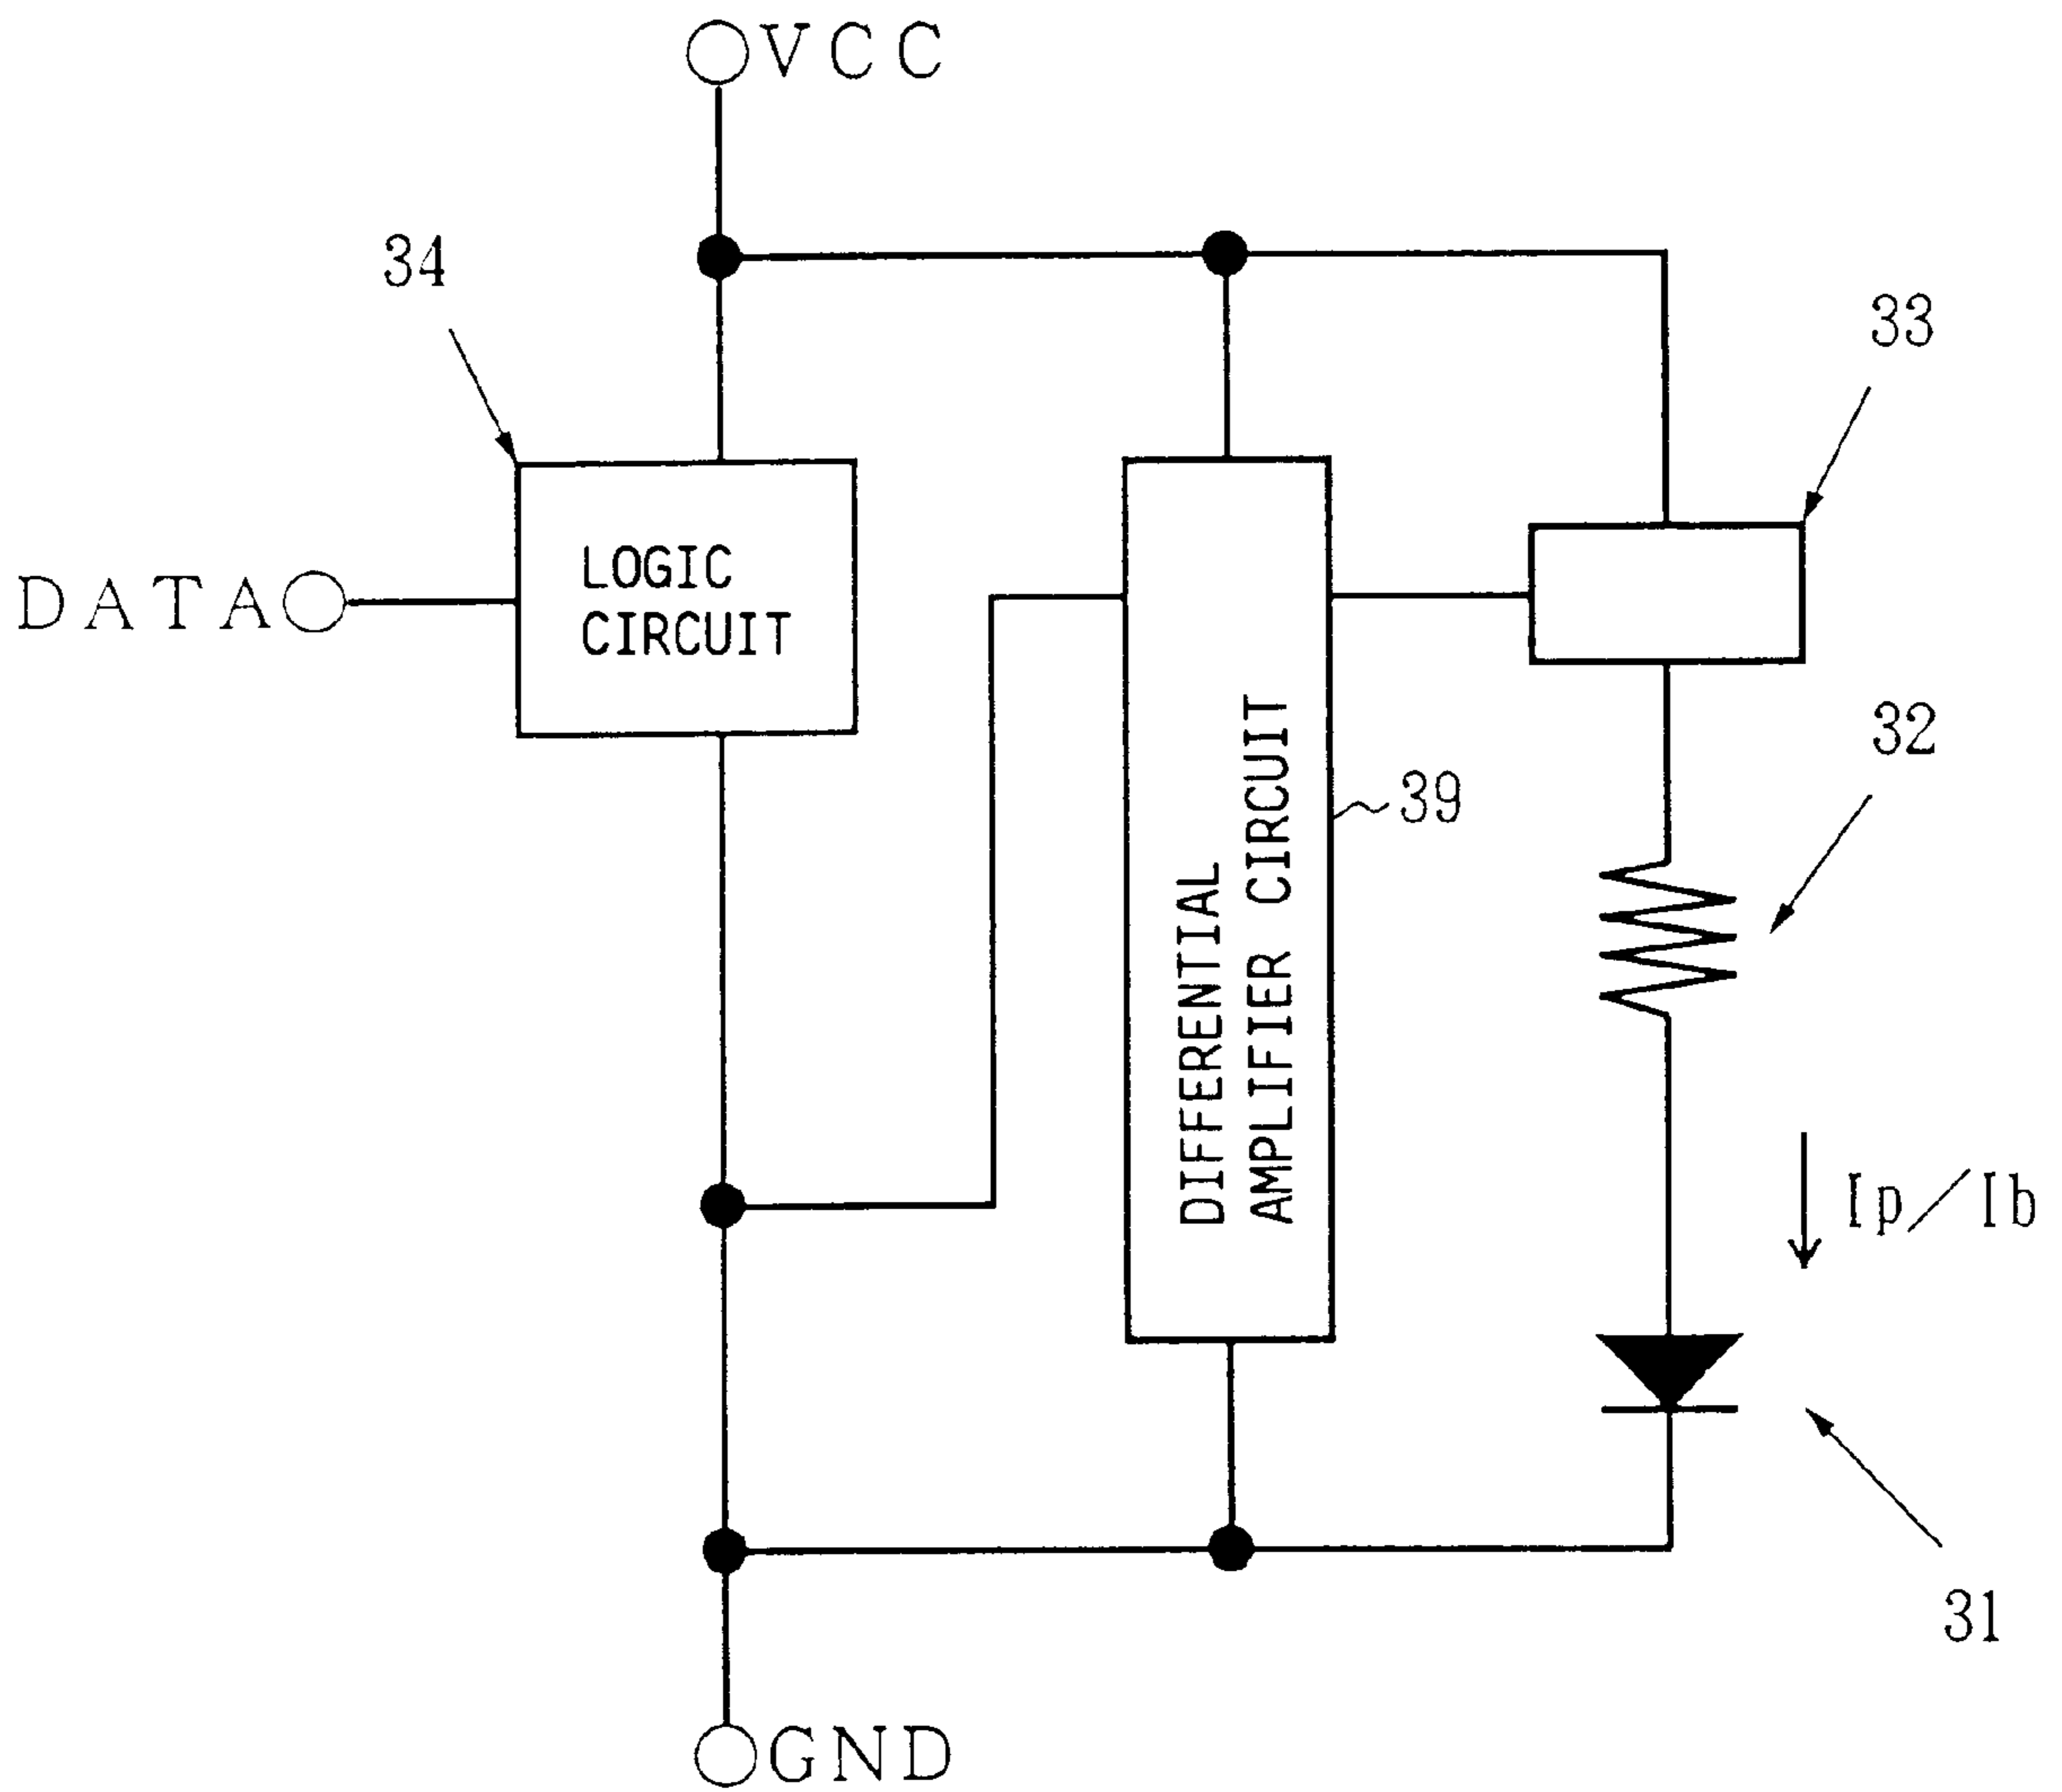 VCC
34
33
DATA
LOGIC
CIRCUIT
32
39
DIFFERENTIAL
AMPLIFIER CIRCUIT
Ip/Ib
31
GND